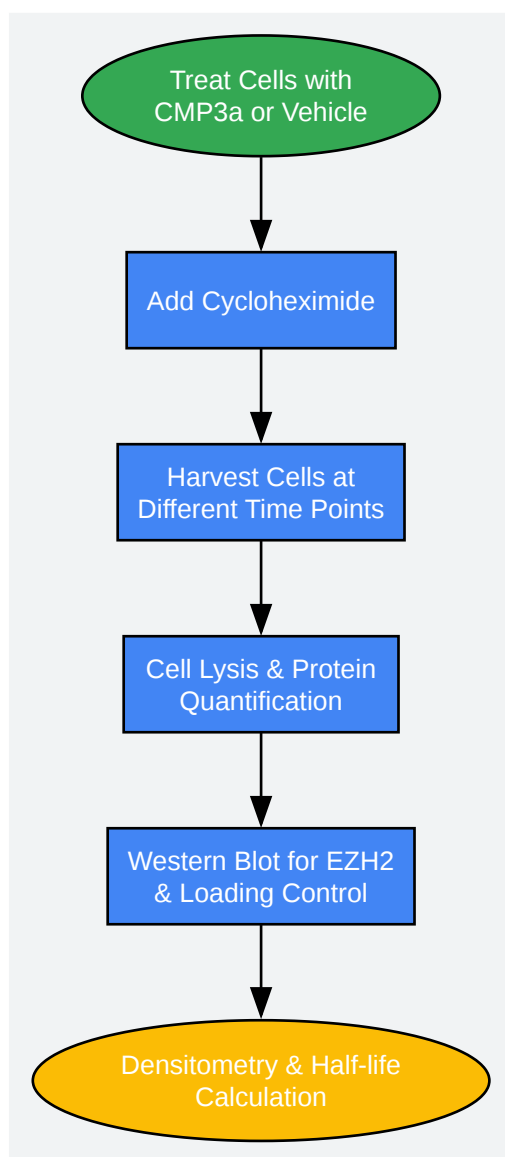 Treat Cells with
CMP3a or Vehicle
Add Cycloheximide
Harvest Cells at
Different Time Points
Cell Lysis & Protein
Quantification
Western Blot for EZH2
& Loading Control
Densitometry & Half-life
Calculation